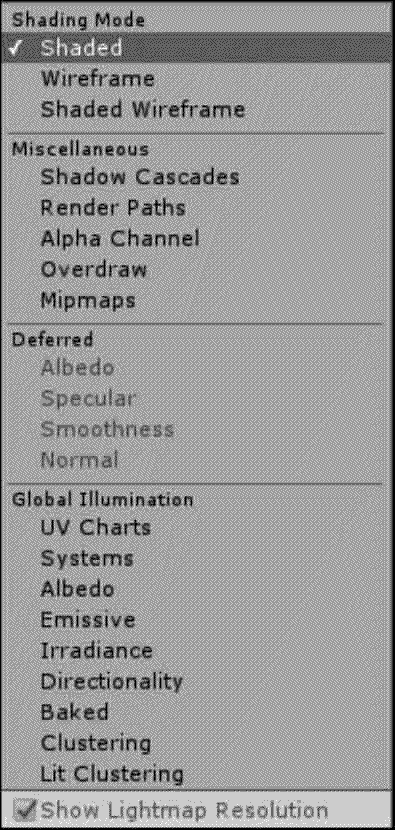 Shading Mode
✓ Shaded
Wireframe
Shaded Wireframe
Miscellaneous
Shadow Cascades
Render Paths
Alpha Channel
Overdraw
Mipmaps
Deferred
Albedo
Specular
Smoothness
Normal
Global Illumination
UV Charts
Systems
Albedo
Emissive
Irradiance
Directionality
Baked
Clustering
Lit Clustering
Show Lightmap Resolution